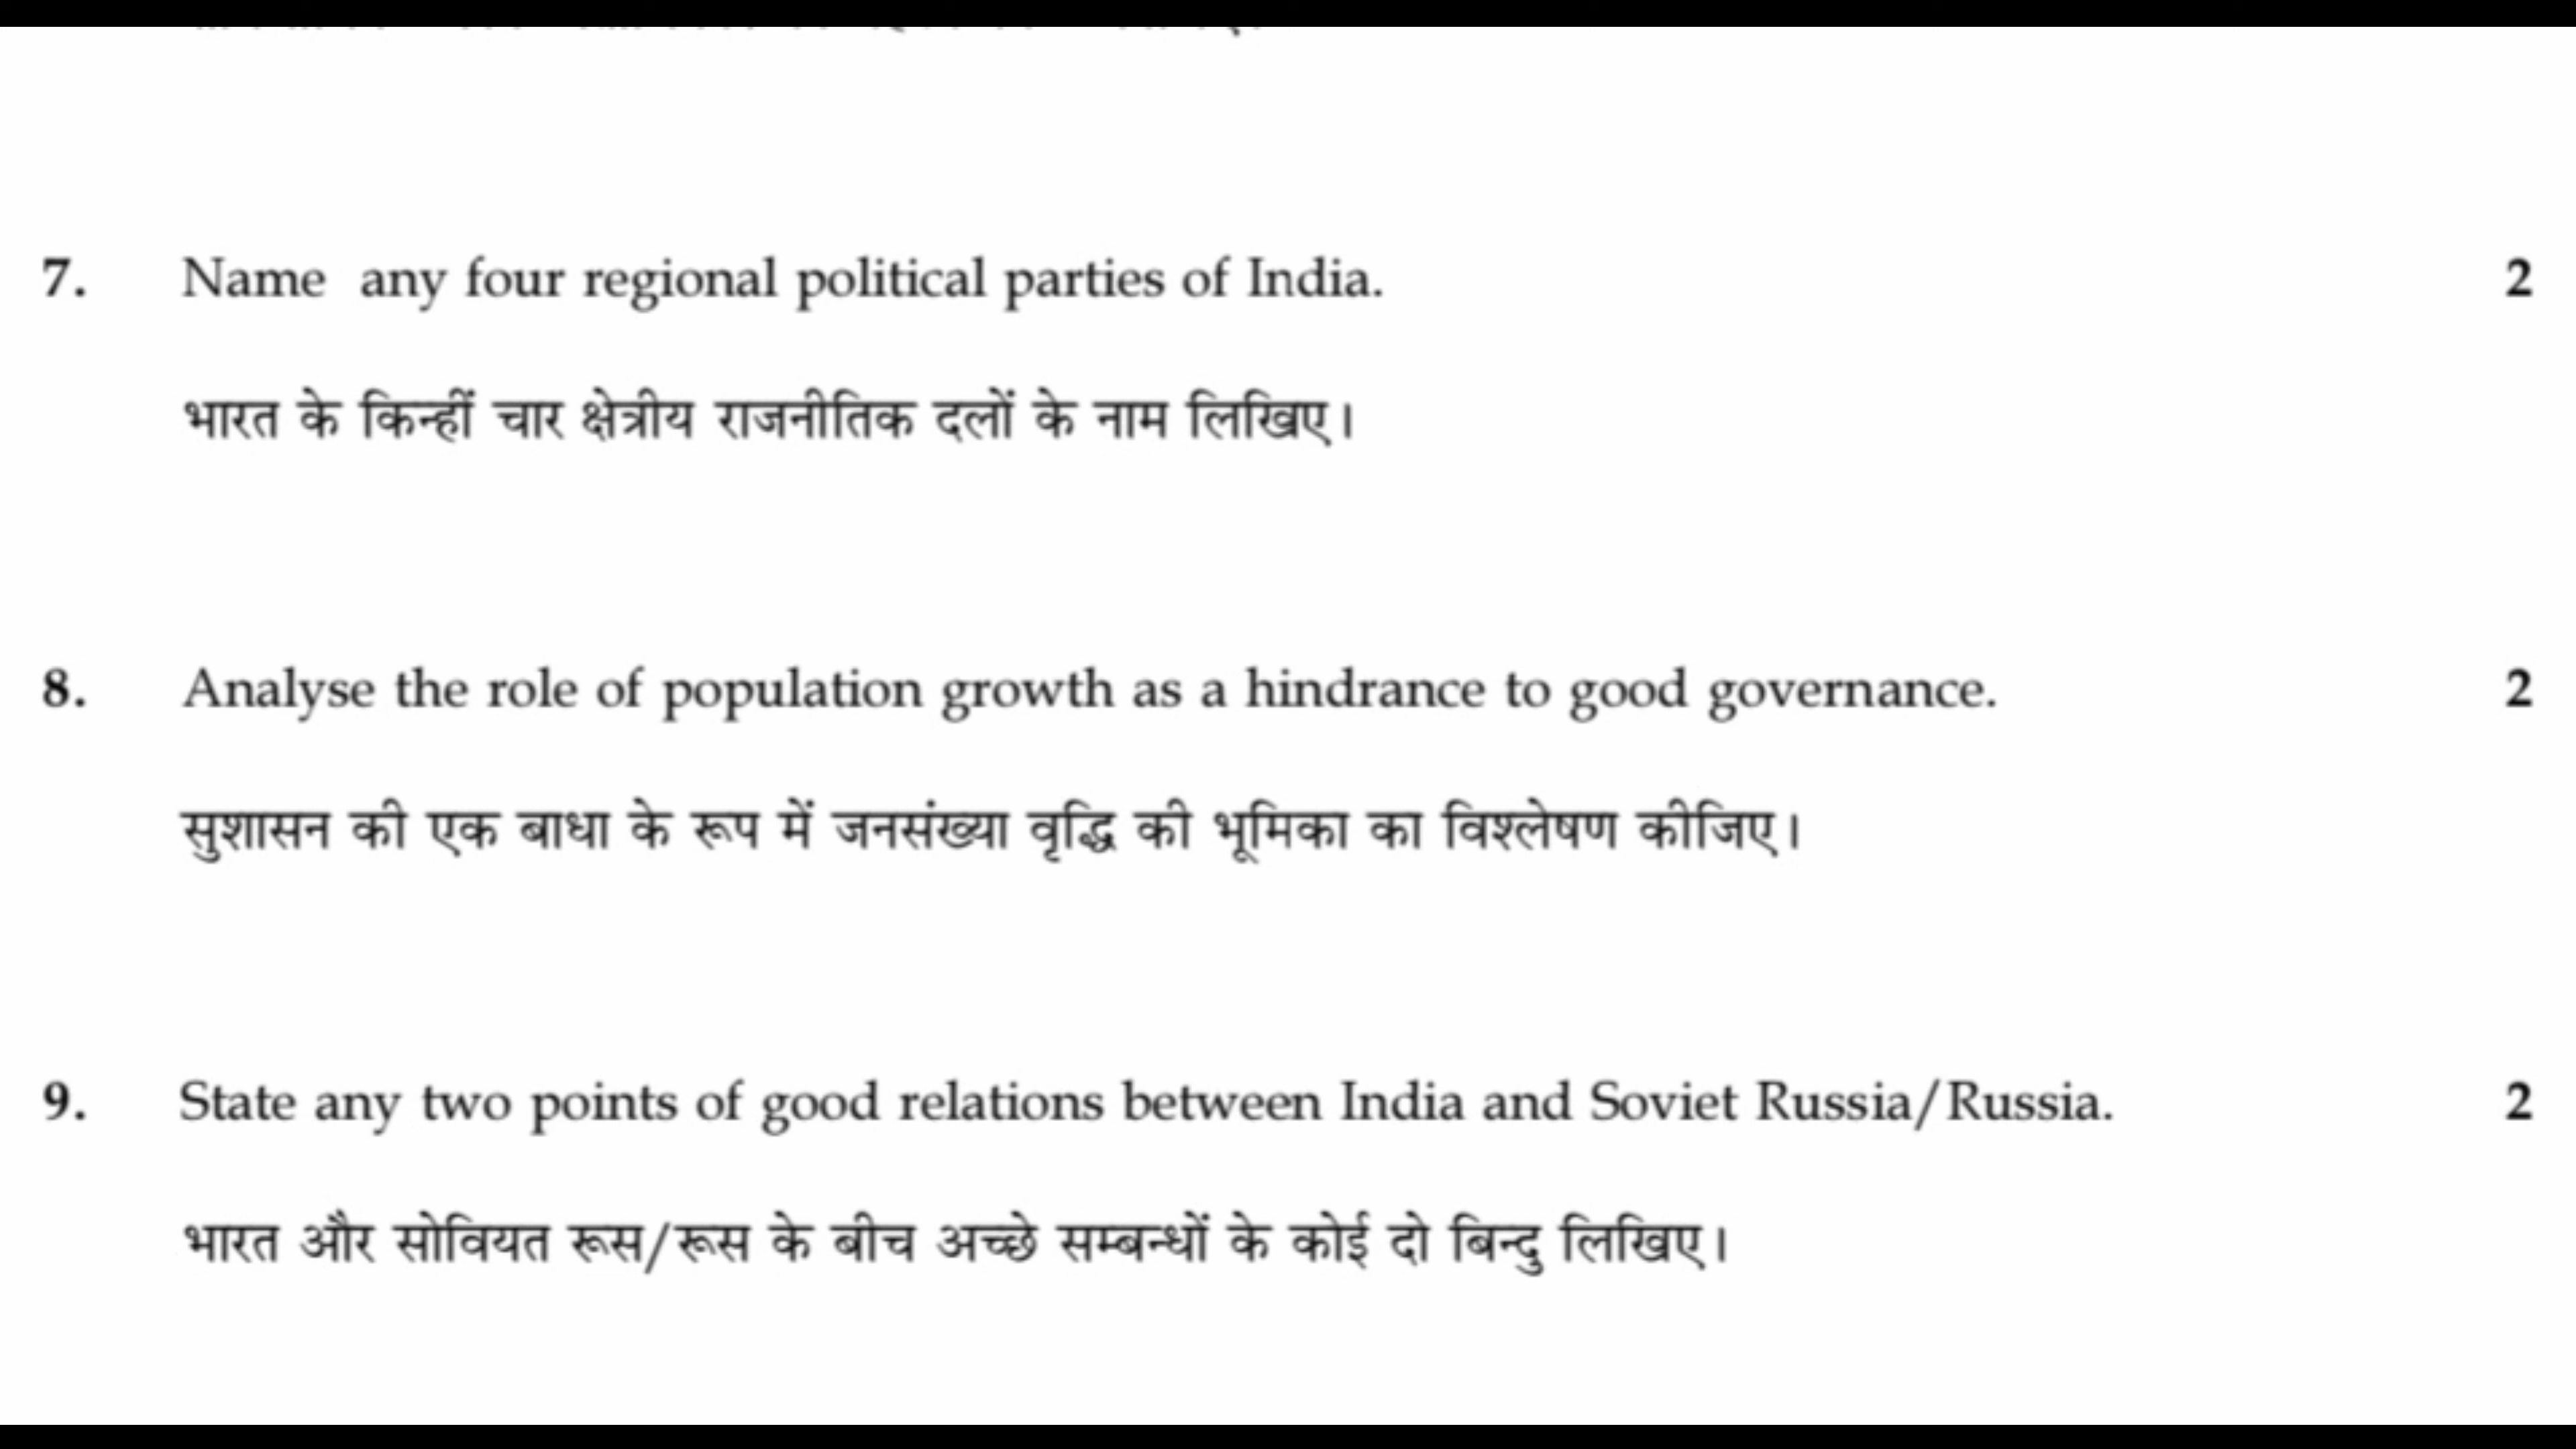 7. Name any four regional political parties of India. 2
भारत के किन्हीं चार क्षेत्रीय राजनीतिक दलों के नाम लिखिए।
8. Analyse the role of population growth as a hindrance to good governance. 2
सुशासन की एक बाधा के रूप में जनसंख्या वृद्धि की भूमिका का विश्लेषण कीजिए।
9. State any two points of good relations between India and Soviet Russia/Russia. 2
भारत और सोवियत रूस/रूस के बीच अच्छे सम्बन्धों के कोई दो बिन्दु लिखिए।